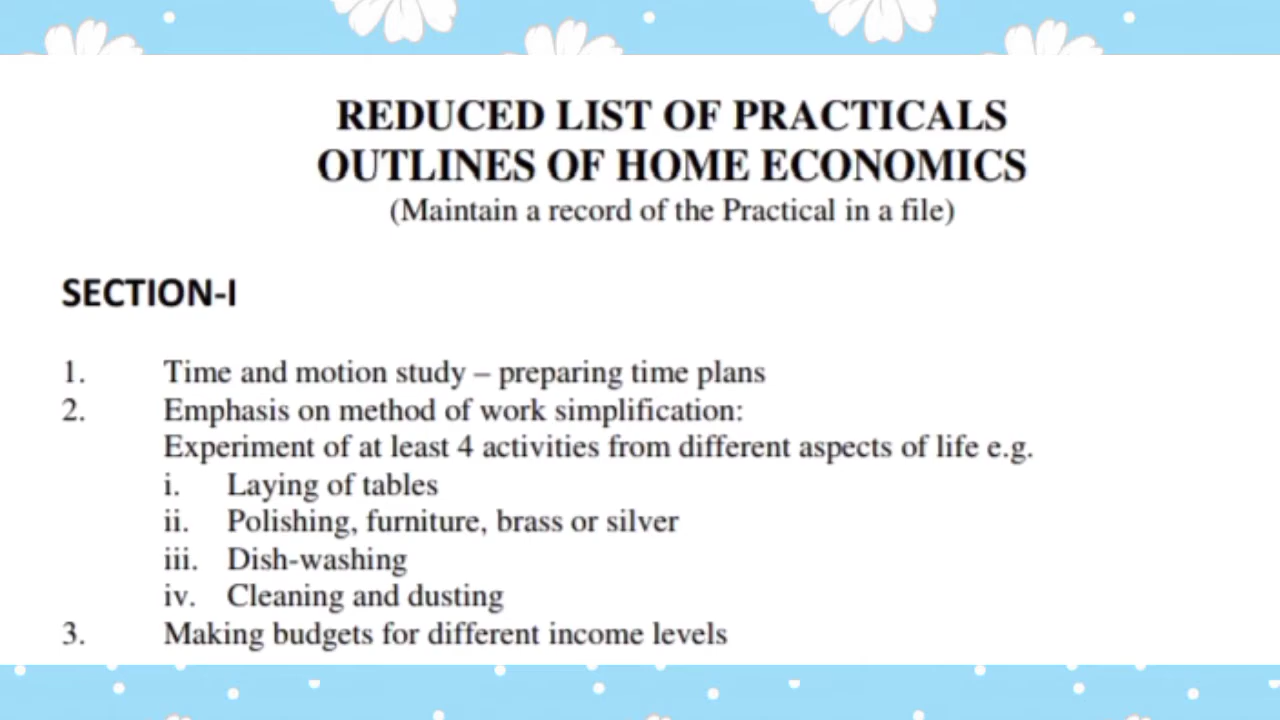 REDUCED LIST OF PRACTICALS
OUTLINES OF HOME ECONOMICS
(Maintain a record of the Practical in a file)
SECTION-I
1. Time and motion study – preparing time plans
2. Emphasis on method of work simplification:
Experiment of at least 4 activities from different aspects of life e.g.
i. Laying of tables
ii. Polishing, furniture, brass or silver
iii. Dish-washing
iv. Cleaning and dusting
3. Making budgets for different income levels